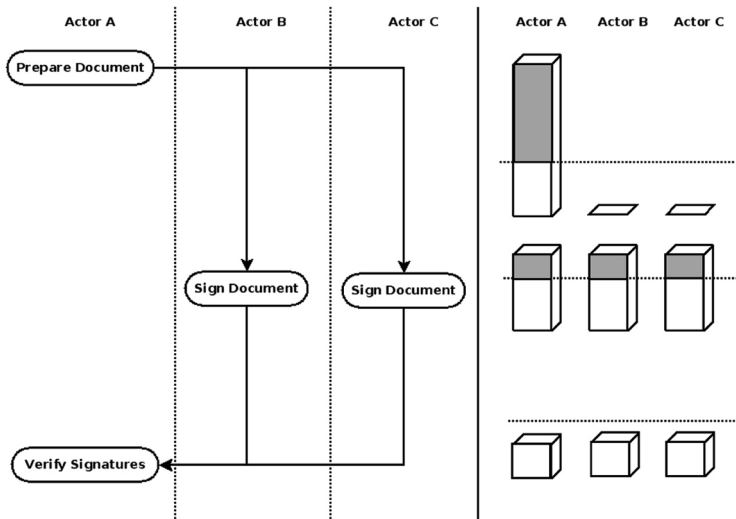 Actor A Actor B Actor C Actor A Actor B Actor C
Prepare Document
Sign Document Sign Document
Verify Signatures